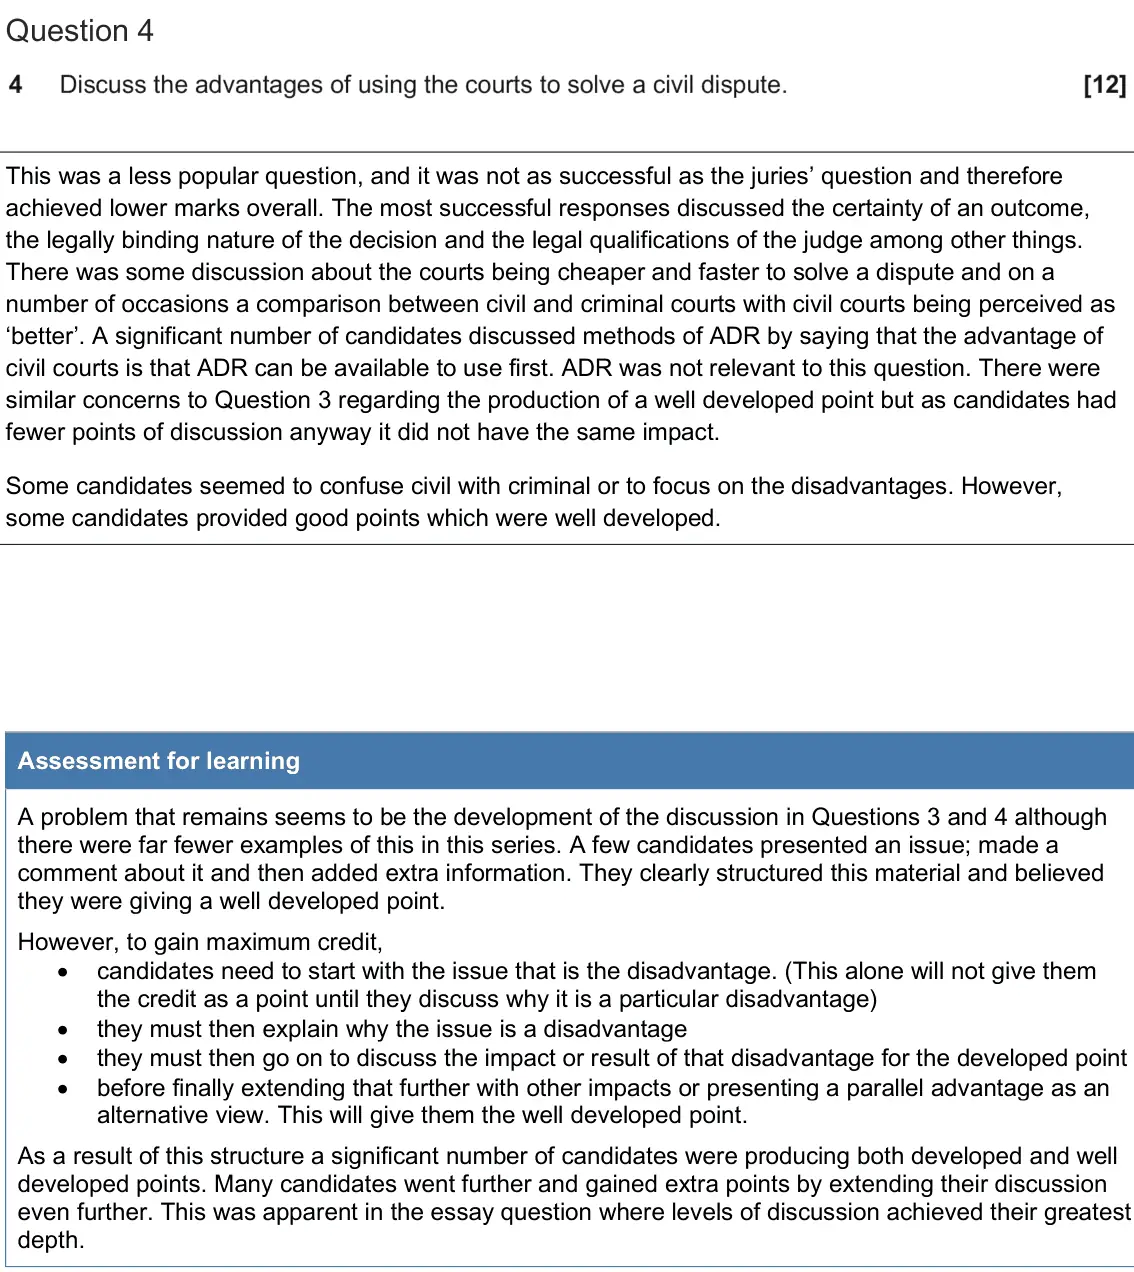 Question 4
4 Discuss the advantages of using the courts to solve a civil dispute. [12]
This was a less popular question, and it was not as successful as the juries’ question and therefore
achieved lower marks overall. The most successful responses discussed the certainty of an outcome,
the legally binding nature of the decision and the legal qualifications of the judge among other things.
There was some discussion about the courts being cheaper and faster to solve a dispute and on a
number of occasions a comparison between civil and criminal courts with civil courts being perceived as
‘better’. A significant number of candidates discussed methods of ADR by saying that the advantage of
civil courts is that ADR can be available to use first. ADR was not relevant to this question. There were
similar concerns to Question 3 regarding the production of a well developed point but as candidates had
fewer points of discussion anyway it did not have the same impact.
Some candidates seemed to confuse civil with criminal or to focus on the disadvantages. However,
some candidates provided good points which were well developed.
Assessment for learning
A problem that remains seems to be the development of the discussion in Questions 3 and 4 although
there were far fewer examples of this in this series. A few candidates presented an issue; made a
comment about it and then added extra information. They clearly structured this material and believed
they were giving a well developed point.
However, to gain maximum credit,
• candidates need to start with the issue that is the disadvantage. (This alone will not give them
the credit as a point until they discuss why it is a particular disadvantage)
• they must then explain why the issue is a disadvantage
• they must then go on to discuss the impact or result of that disadvantage for the developed point
• before finally extending that further with other impacts or presenting a parallel advantage as an
alternative view. This will give them the well developed point.
As a result of this structure a significant number of candidates were producing both developed and well
developed points. Many candidates went further and gained extra points by extending their discussion
even further. This was apparent in the essay question where levels of discussion achieved their greatest
depth.